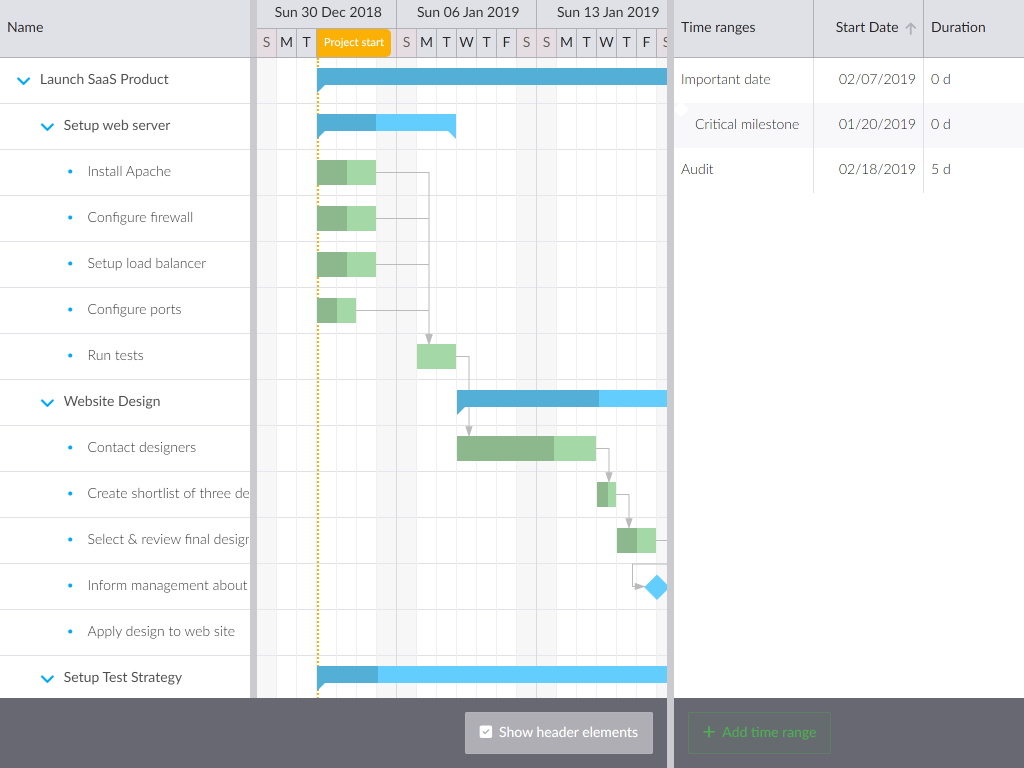 Name
Sun 30 Dec 2018 Sun 06 Jan 2019 Sun 13 Jan 2019
S M T Project start S M T W T F S S M T W T F S
Time ranges Start Date Duration
Launch SaaS Product
Setup web server
Install Apache
Configure firewall
Setup load balancer
Configure ports
Run tests
Website Design
Contact designers
Create shortlist of three de
Select & review final design
Inform management about
Apply design to web site
Setup Test Strategy
Important date 02/07/2019 0 d
Critical milestone 01/20/2019 0 d
Audit 02/18/2019 5 d
Show header elements
+ Add time range